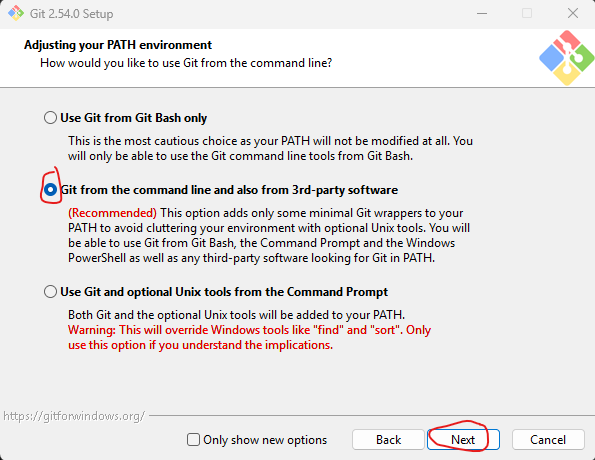 Git 2.54.0 Setup
Adjusting your PATH environment
How would you like to use Git from the command line?
Use Git from Git Bash only
This is the most cautious choice as your PATH will not be modified at all. You
will only be able to use the Git command line tools from Git Bash.
Git from the command line and also from 3rd-party software
(Recommended) This option adds only some minimal Git wrappers to your
PATH to avoid cluttering your environment with optional Unix tools. You will
be able to use Git from Git Bash, the Command Prompt and the Windows
PowerShell as well as any third-party software looking for Git in PATH.
Use Git and optional Unix tools from the Command Prompt
Both Git and the optional Unix tools will be added to your PATH.
Warning: This will override Windows tools like "find" and "sort". Only
use this option if you understand the implications.
https://gitforwindows.org/
Only show new options
Back
Next
Cancel